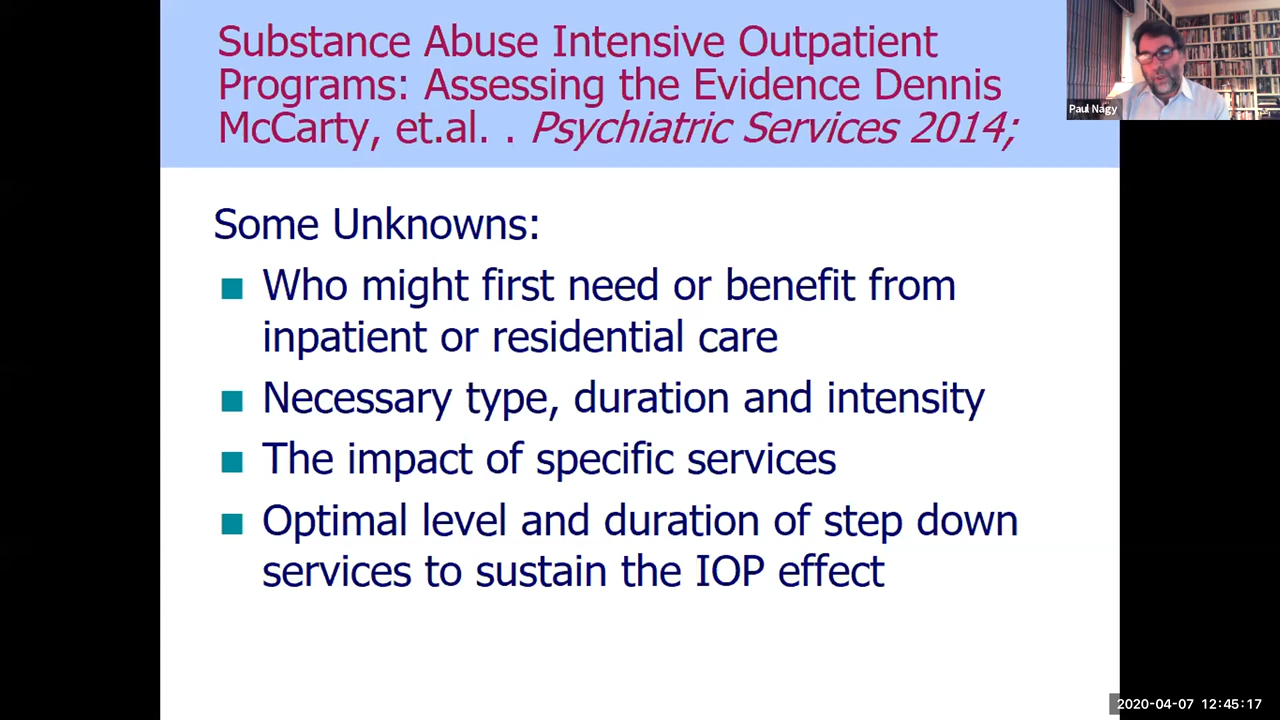 Substance Abuse Intensive Outpatient
Programs: Assessing the Evidence Dennis
McCarty, et.al. . Psychiatric Services 2014;
Paul Nagy
Some Unknowns:
Who might first need or benefit from
inpatient or residential care
Necessary type, duration and intensity
The impact of specific services
Optimal level and duration of step down
services to sustain the IOP effect
2020-04-07 12:45:17